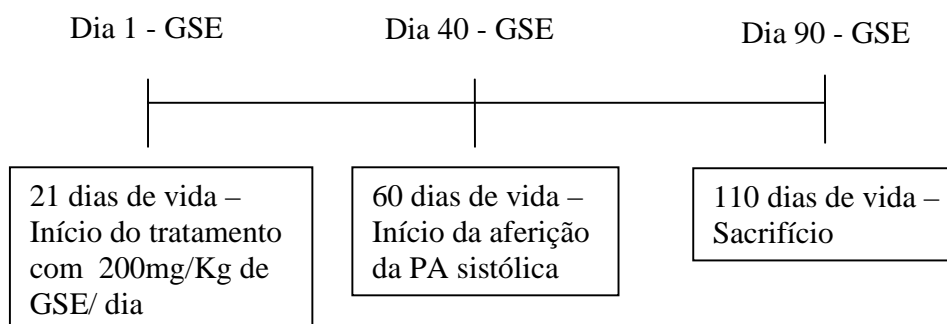 Dia 1 - GSE
Dia 40 - GSE
Dia 90 - GSE
21 dias de vida –
Início do tratamento
com  200mg/Kg de
GSE/ dia
60 dias de vida –
Início da aferição
da PA sistólica
110 dias de vida –
Sacrifício